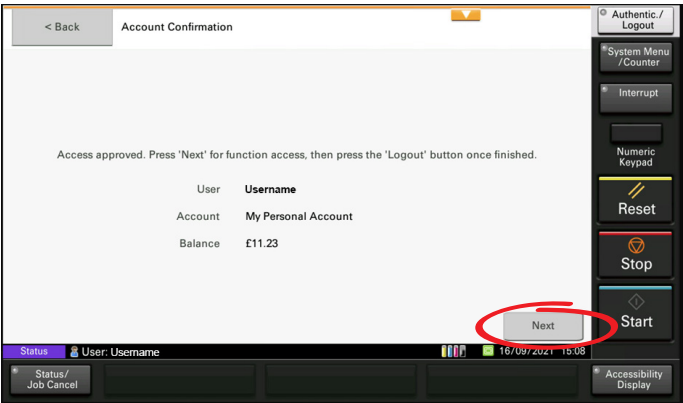 < Back
Account Confirmation
Authentic./
Logout
System Menu
/Counter
Interrupt
Access approved. Press 'Next' for function access, then press the 'Logout' button once finished.
Numeric
Keypad
User Username
Account My Personal Account
Balance £11.23
Reset
Stop
Next
Start
Status User: Username 16/09/2021 15:08
Status/
Job Cancel
Accessibility
Display